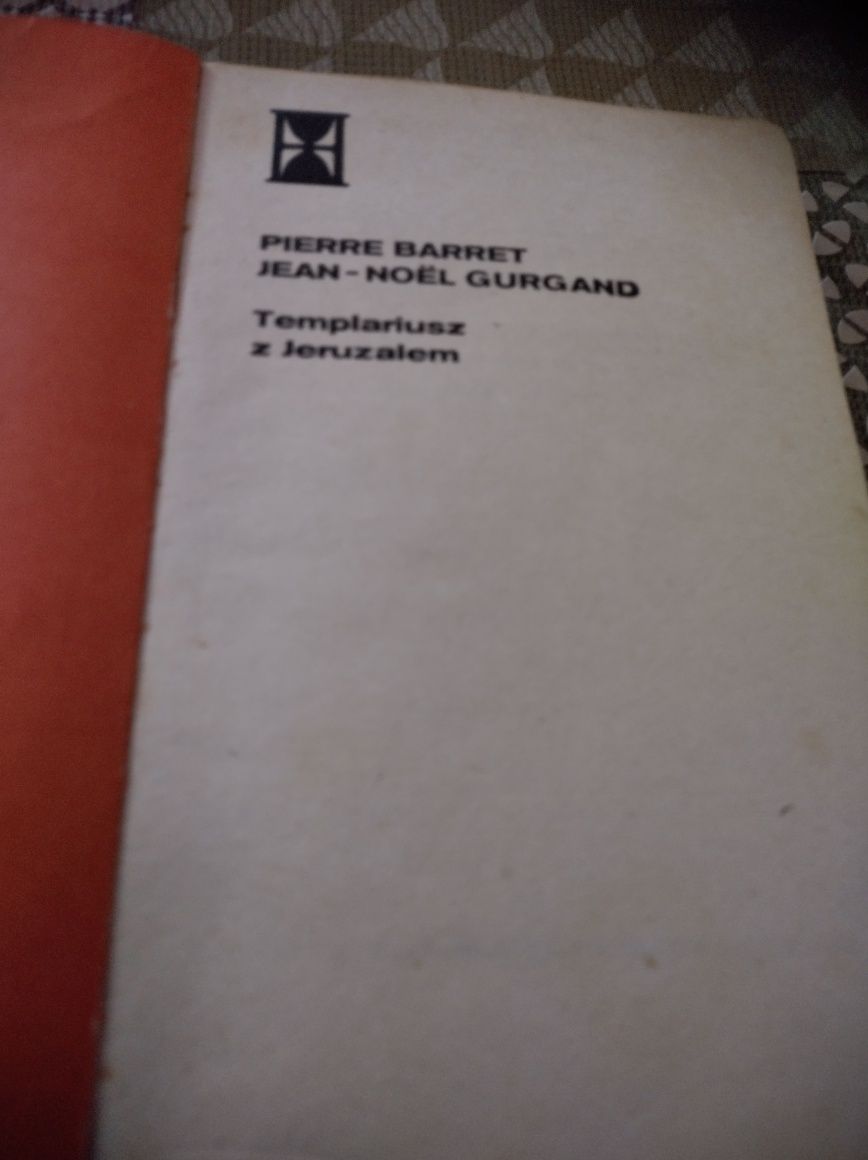 PIERRE BARRET
JEAN-NOËL GURGAND
Templariusz
z Jeruzalem